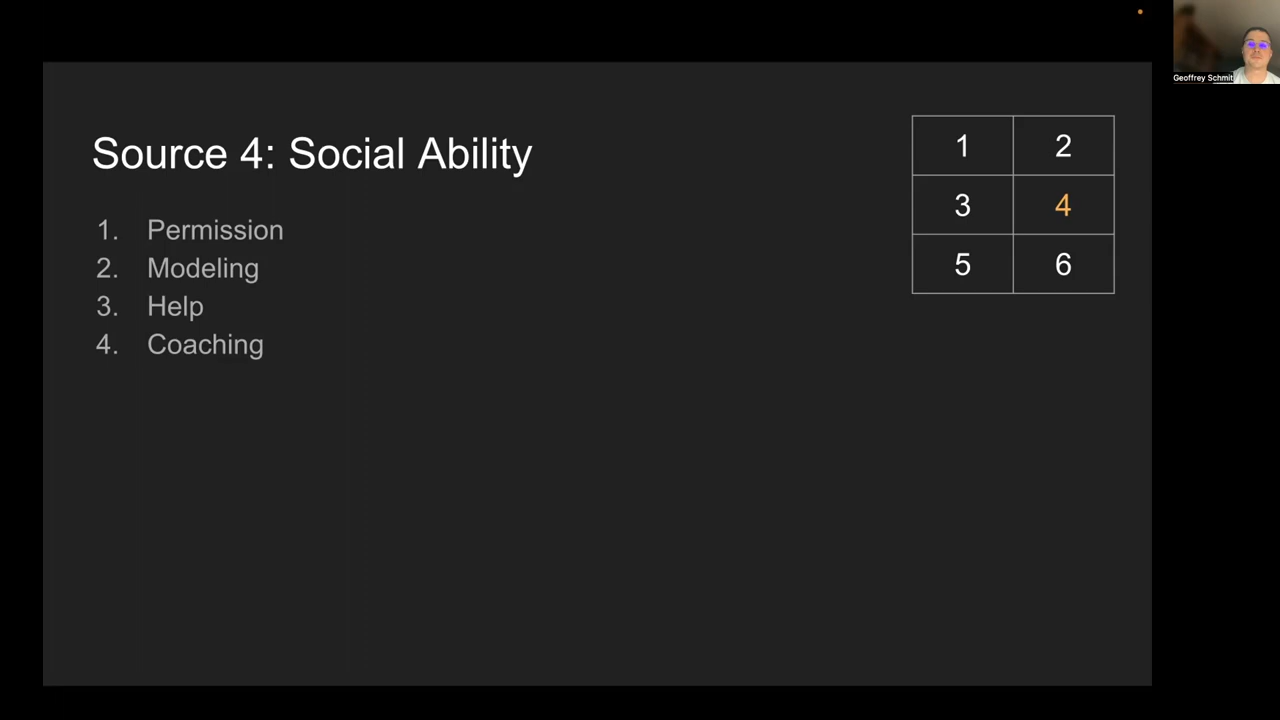 Geoffrey Schmit
Source 4: Social Ability
1. Permission
2. Modeling
3. Help
4. Coaching
1 2
3 4
5 6